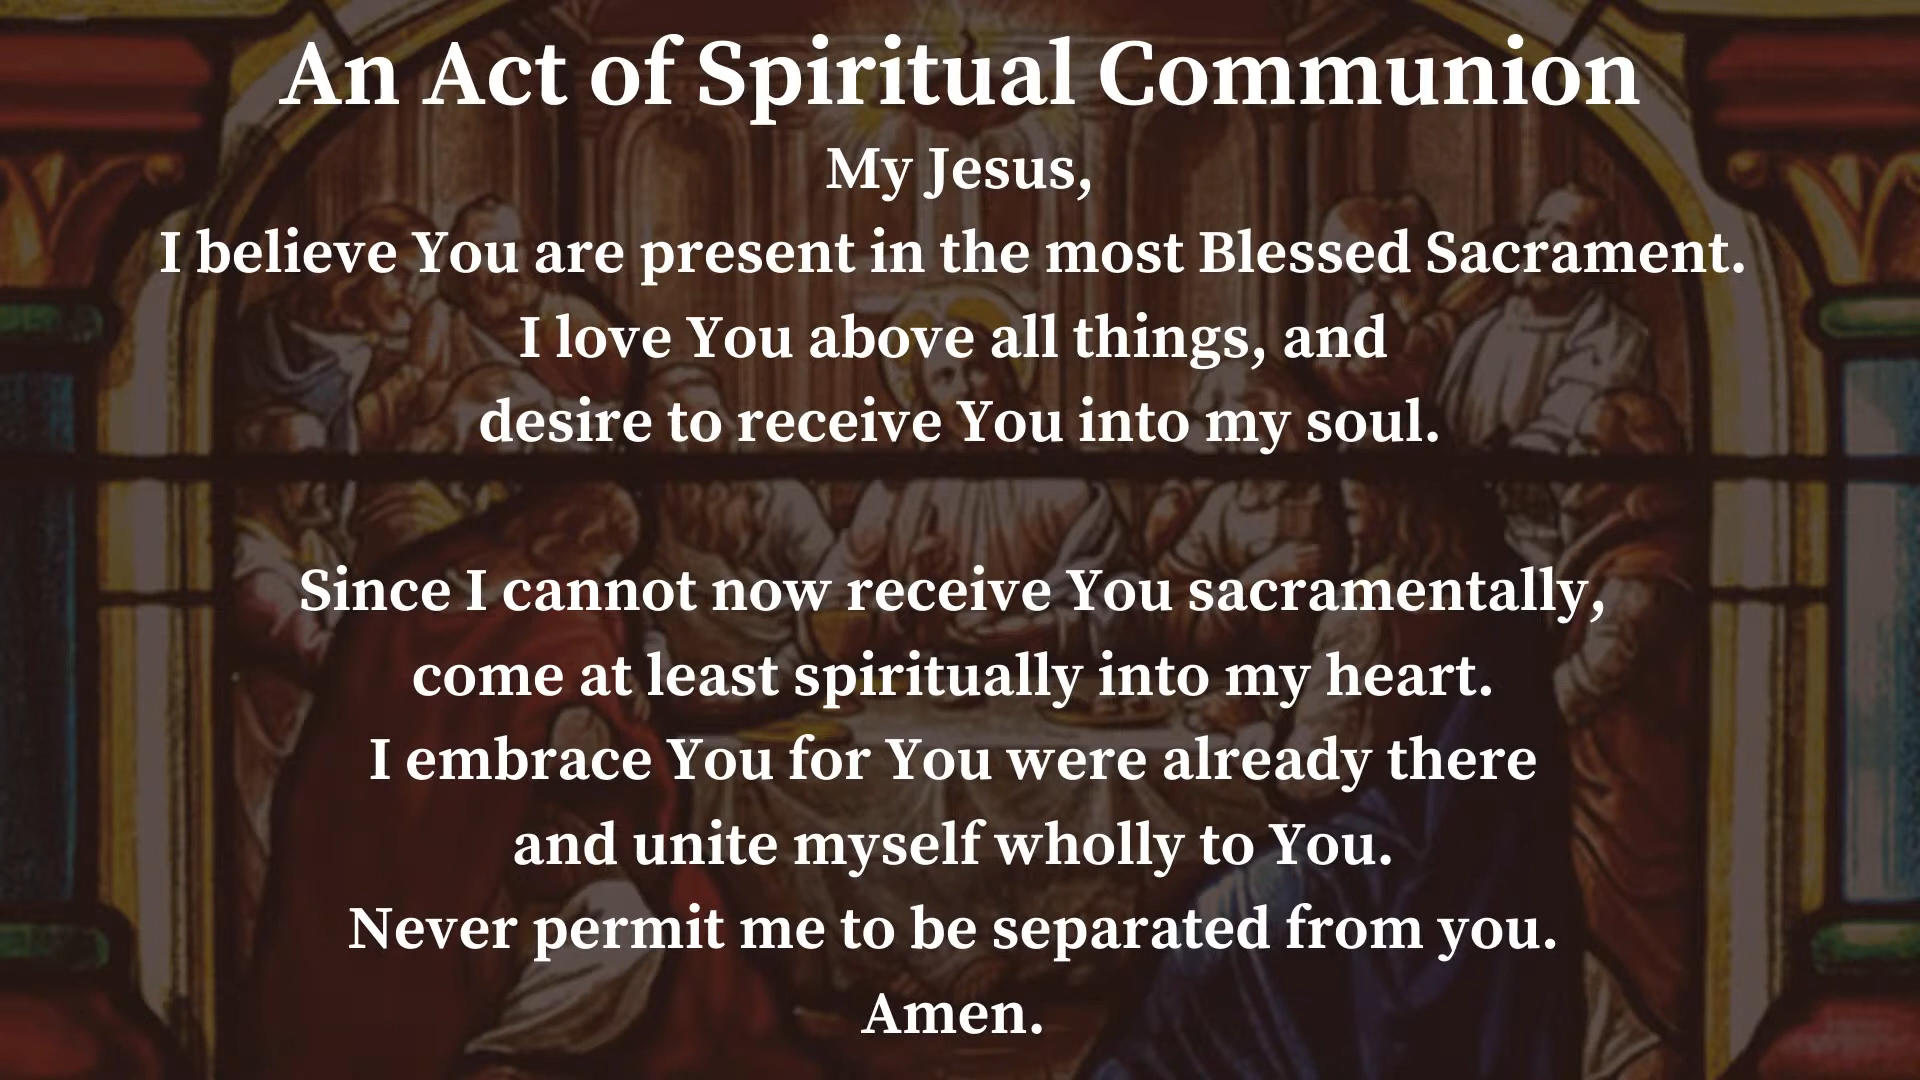 An Act of Spiritual Communion
My Jesus,
I believe You are present in the most Blessed Sacrament.
I love You above all things, and
desire to receive You into my soul.
Since I cannot now receive You sacramentally,
come at least spiritually into my heart.
I embrace You for You were already there
and unite myself wholly to You.
Never permit me to be separated from you.
Amen.